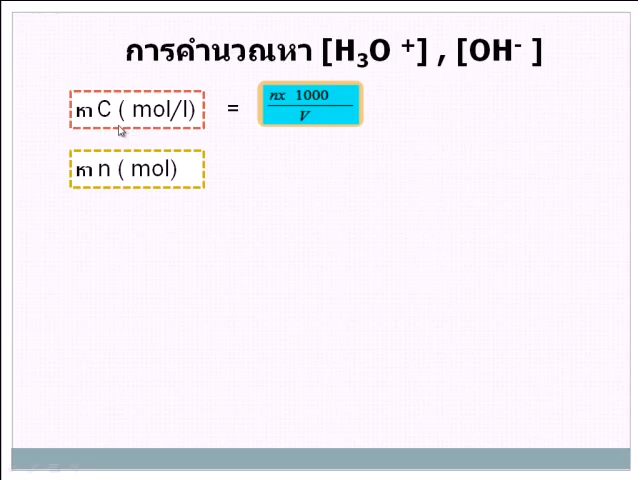 การคำนวณหา [H₃O ⁺] , [OH⁻ ]
หา C ( mol/l) = nx 1000 / V
หา n ( mol)